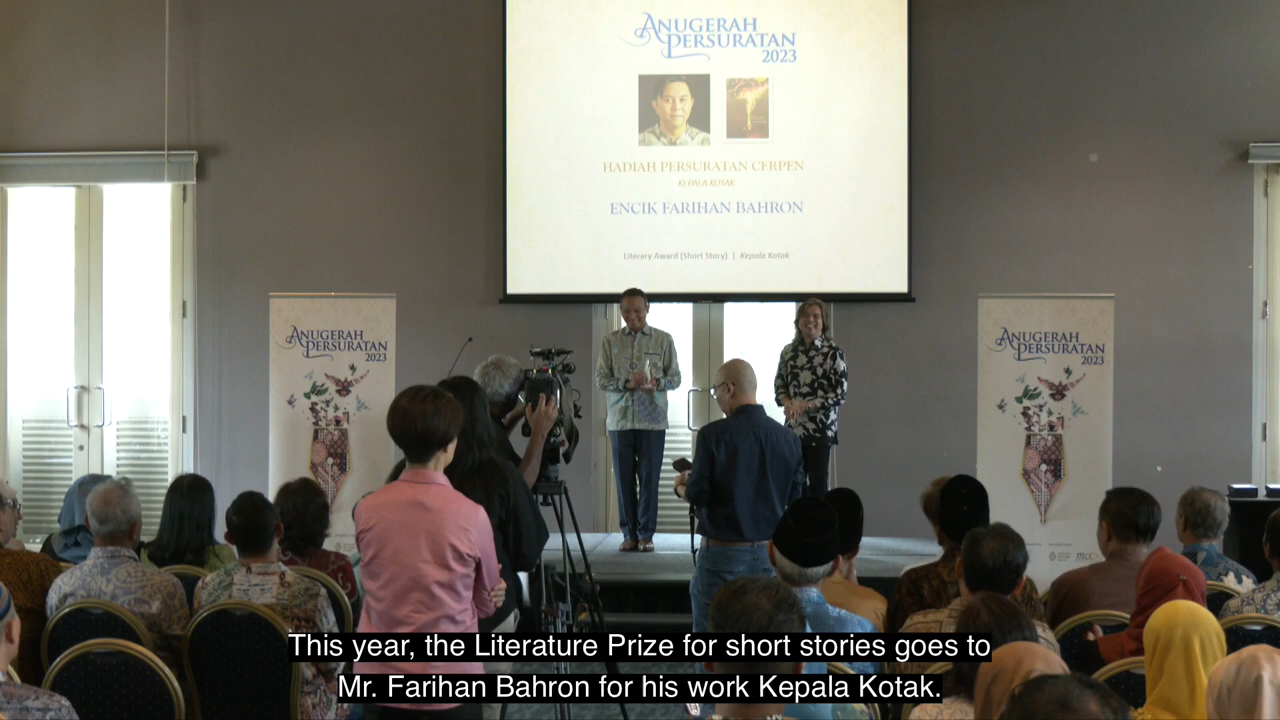 ANUGERAH
PERSURATAN
2023
HADIAH PERSURATAN CERPEN
KEPALA KOTAK
ENCIK FARIHAN BAHRON
Literary Award (Short Story) | Kepala Kotak
ANUGERAH
PERSURATAN
2023
ANUGERAH
PERSURATAN
2023
This year, the Literature Prize for short stories goes to
Mr. Farihan Bahron for his work Kepala Kotak.